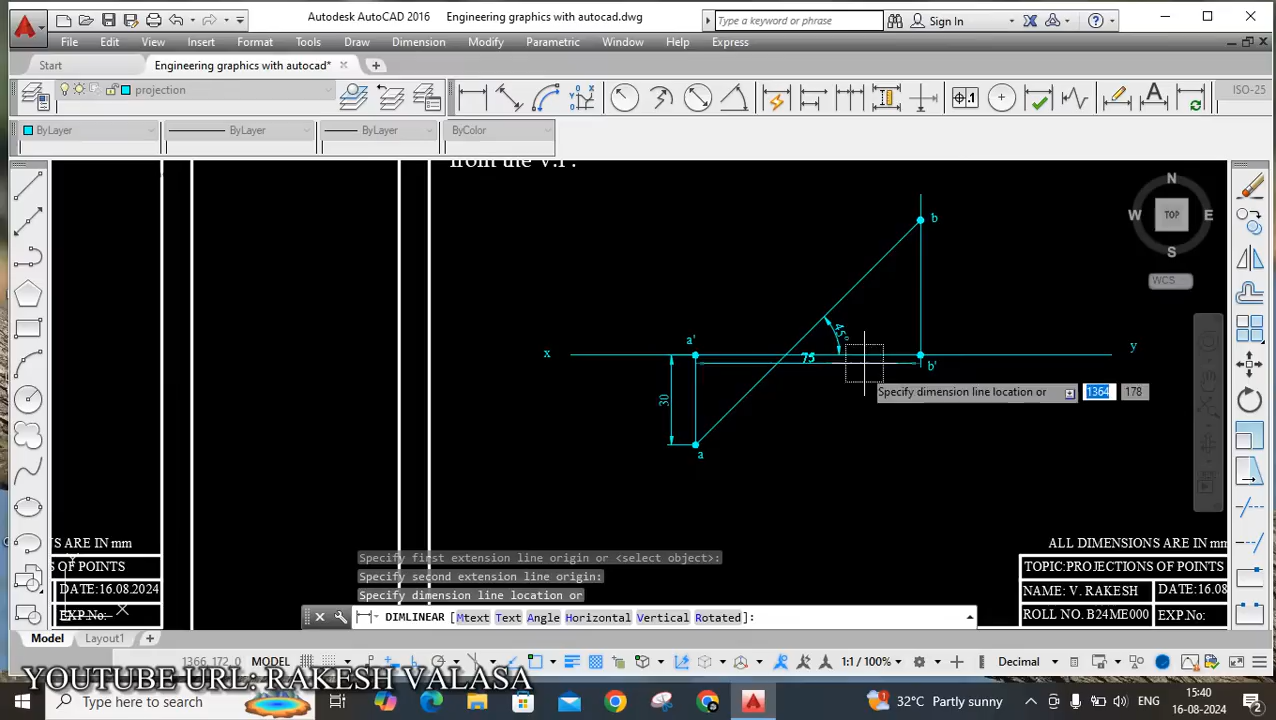 Autodesk AutoCAD 2016 Engineering graphics with autocad.dwg
Type a keyword or phrase
Sign In
File Edit View Insert Format Tools Draw Dimension Modify Parametric Window Help Express
Start
Engineering graphics with autocad*
projection
ISO-25
ByLayer
ByLayer
ByLayer
ByColor
from the V.P.
N
W TOP E
S
WCS
b
45°
a'
x
75
y
b'
30
a
Specify dimension line location or 1364 178
NS ARE IN mm
S OF POINTS
DATE:16.08.2024
EXP.No:
ALL DIMENSIONS ARE IN mm
TOPIC:PROJECTIONS OF POINTS
NAME: V. RAKESH DATE:16.08
ROLL NO. B24ME000 EXP.No:
Specify first extension line origin or <select object>:
Specify second extension line origin:
Specify dimension line location or
DIMLINEAR [Mtext Text Angle Horizontal Vertical Rotated]:
Model Layout1
1366, 172, 0 MODEL 1:1 / 100% Decimal
YOUTUBE URL: RAKESH VALASA
Type here to search
32°C Partly sunny
ENG
15:40
16-08-2024
2